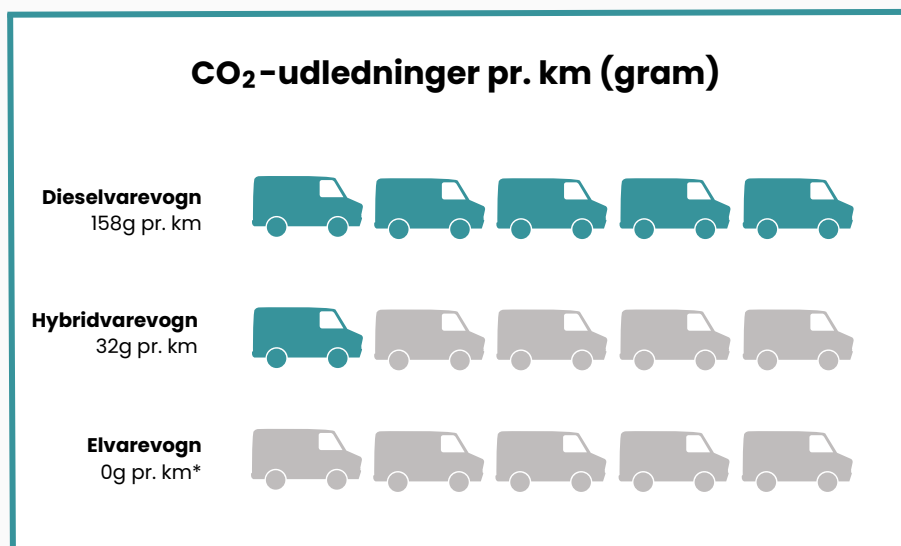 CO₂-udledninger pr. km (gram)
Dieselvarevogn
158g pr. km
Hybridvarevogn
32g pr. km
Elvarevogn
0g pr. km*